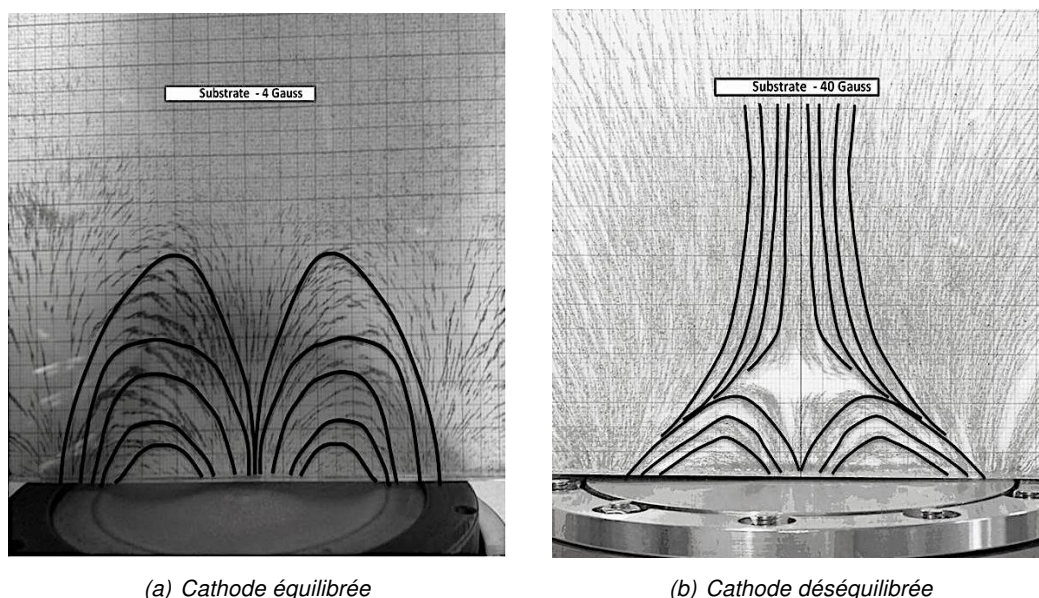 Substrate - 4 Gauss
Substrate - 40 Gauss
(a) Cathode équilibrée
(b) Cathode déséquilibrée